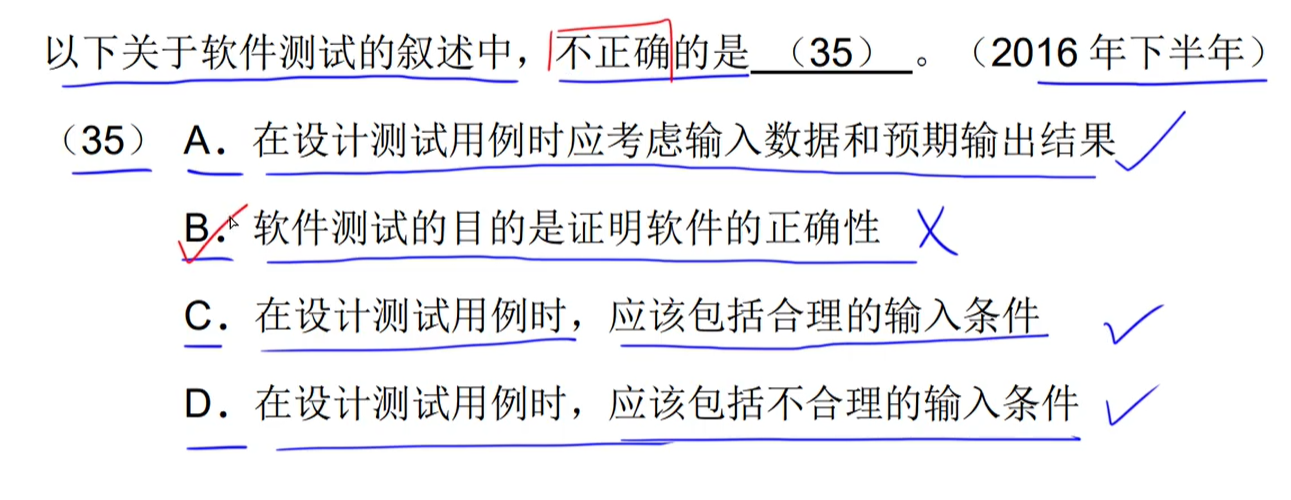 以下关于软件测试的叙述中，不正确的是（35）。（2016年下半年）
（35）A．在设计测试用例时应考虑输入数据和预期输出结果
B．软件测试的目的是证明软件的正确性
C．在设计测试用例时，应该包括合理的输入条件
D．在设计测试用例时，应该包括不合理的输入条件